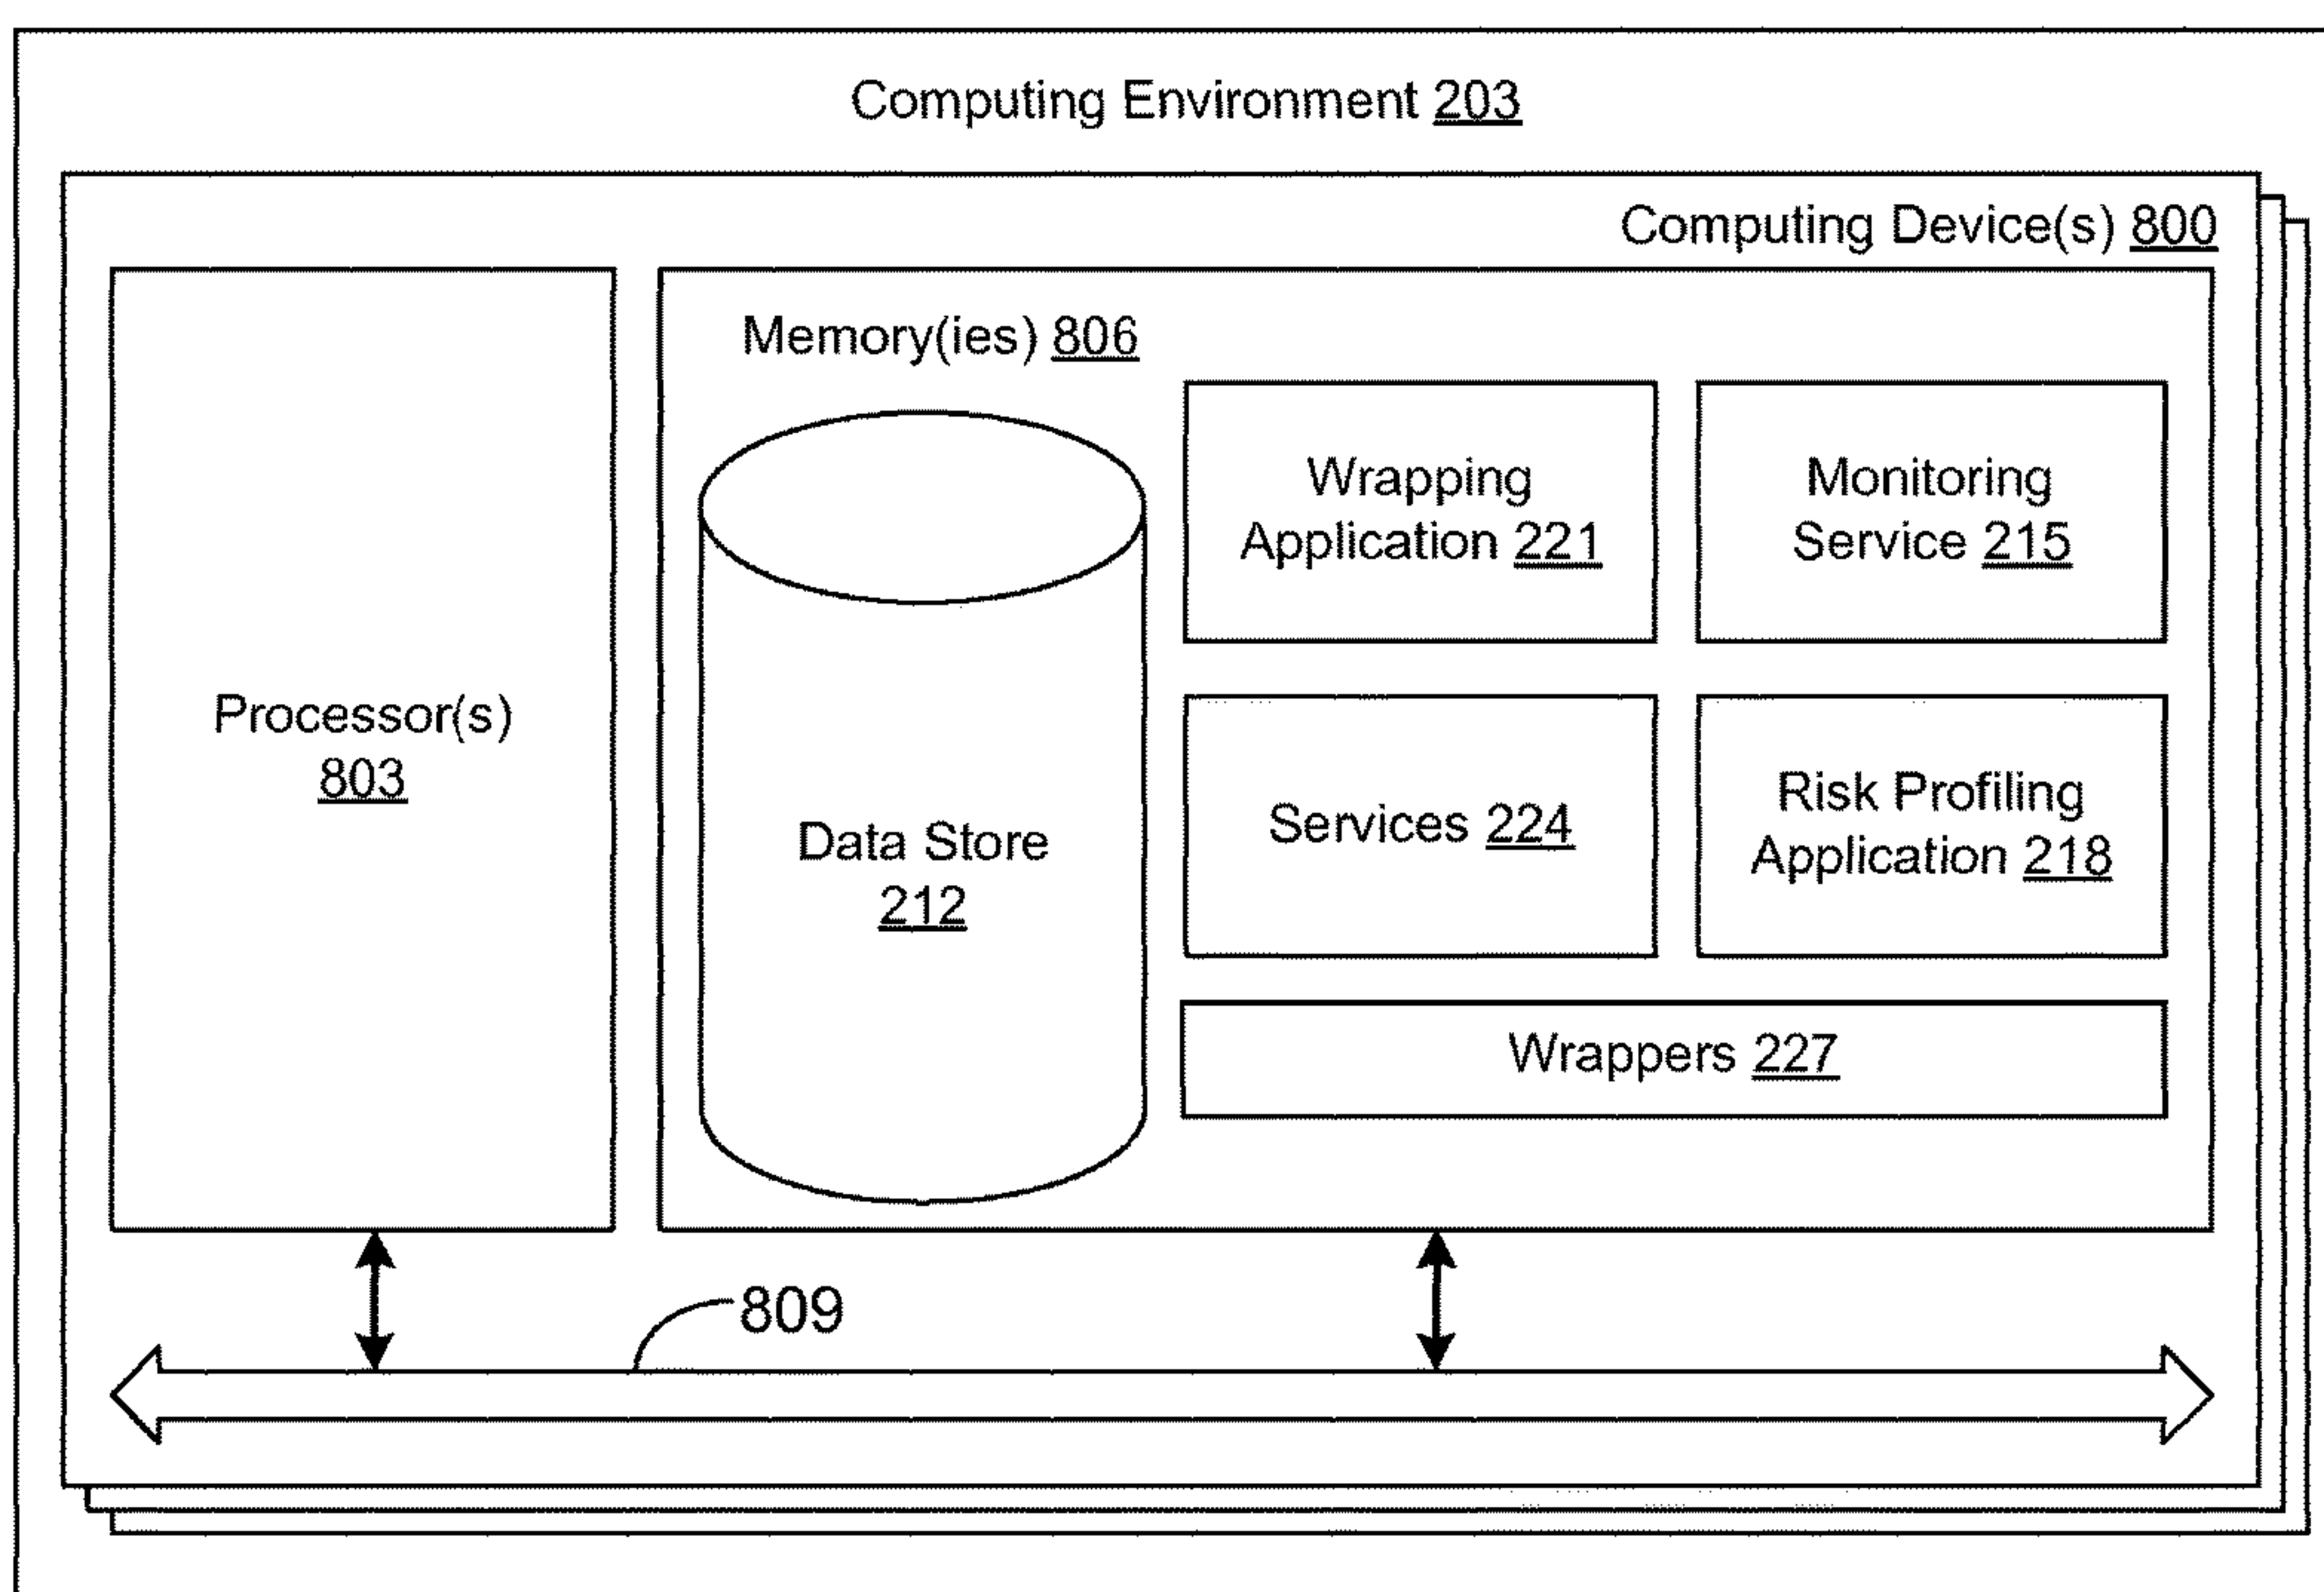 Computing Environment 203
Computing Device(s) 800
Memory(ies) 806
Wrapping
Application 221
Monitoring
Service 215
Processor(s)
803
Data Store
212
Services 224
Risk Profiling
Application 218
Wrappers 227
809